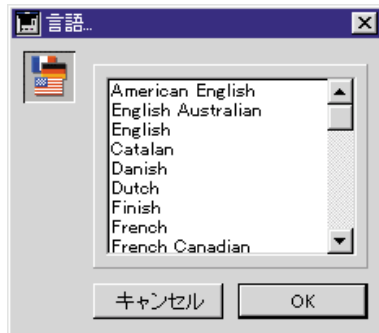 言語...
American English
English Australian
English
Catalan
Danish
Dutch
Finish
French
French Canadian
キャンセル
OK